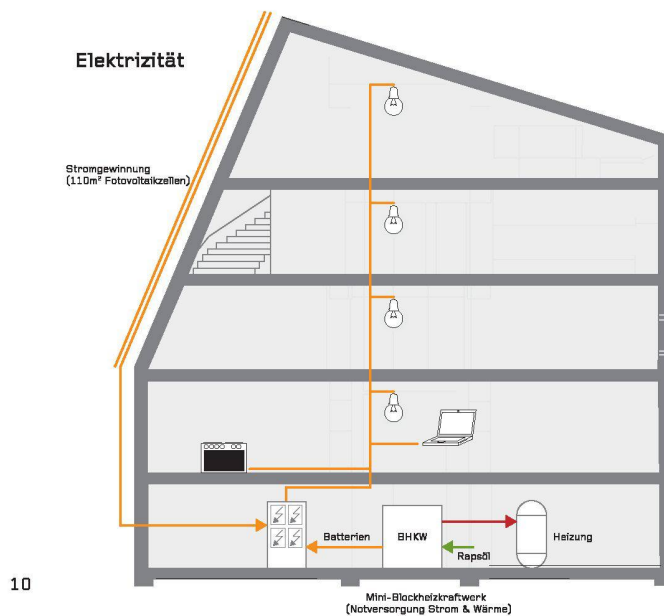 Elektrizität
Stromgewinnung
(110m² Fotovoltaikzellen)
Batterien
BHKW
Rapsöl
Heizung
10
Mini-Blockheizkraftwerk
(Notversorgung Strom & Wärme)